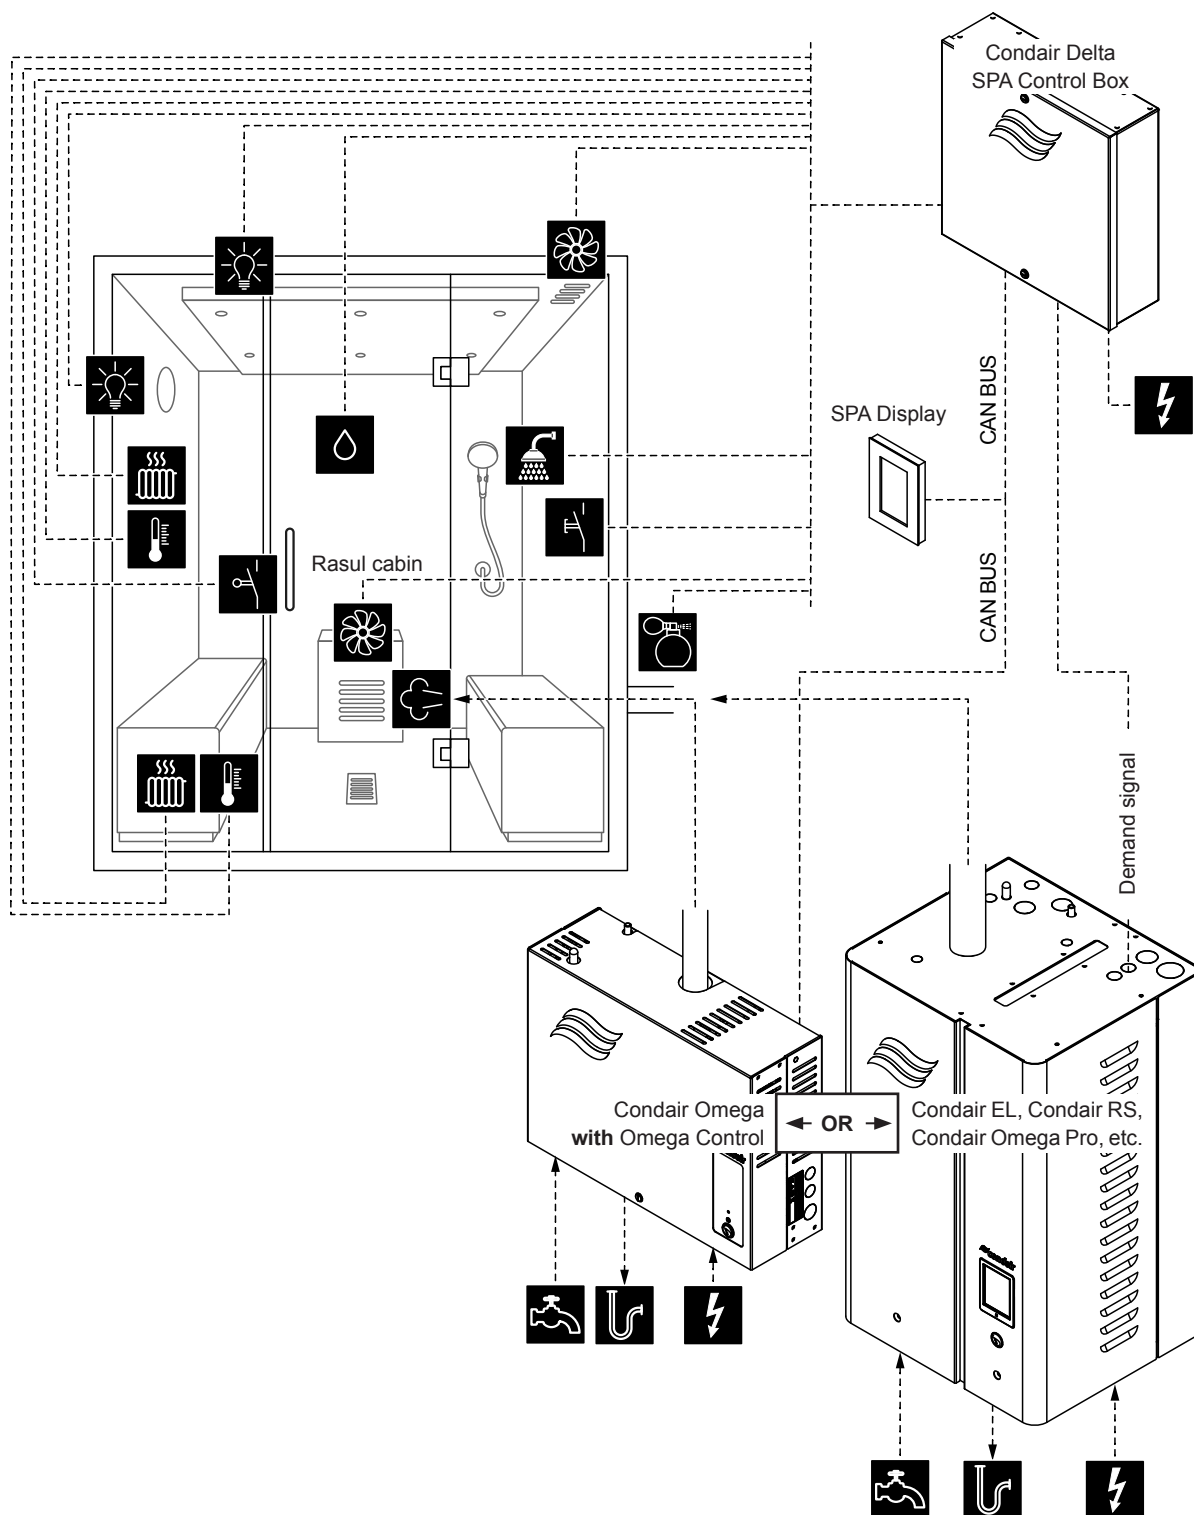 Condair Delta
SPA Control Box
CAN BUS
SPA Display
Rasul cabin
CAN BUS
Demand signal
Condair Omega
with Omega Control
OR
Condair EL, Condair RS,
Condair Omega Pro, etc.